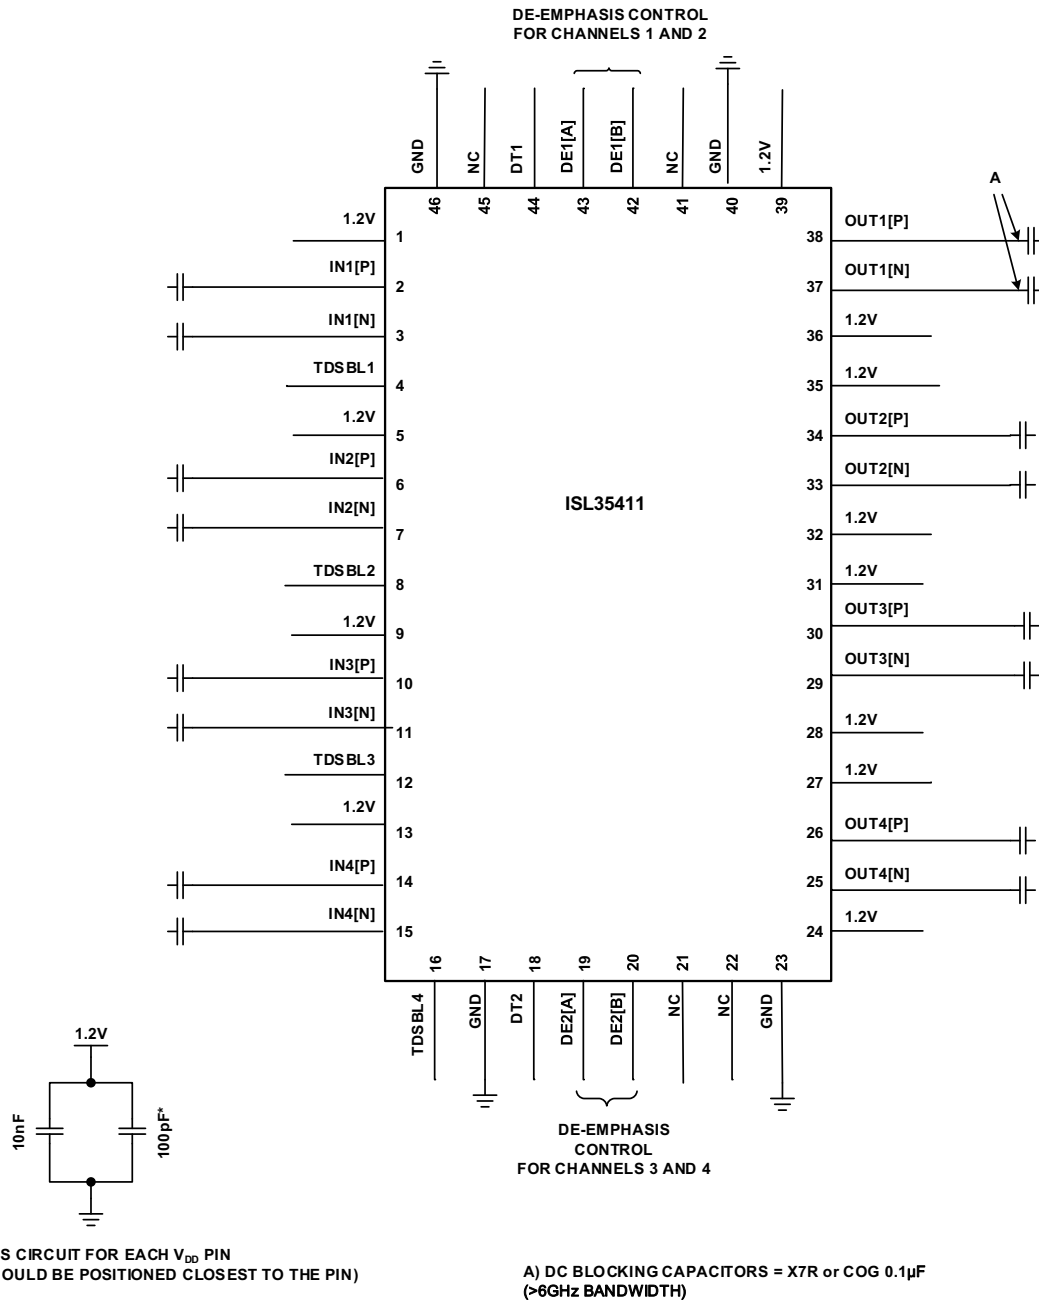 DE-EMPHASIS CONTROL
FOR CHANNELS 1 AND 2
GND
NC
DT1
DE1[A]
DE1[B]
NC
GND
1.2V
46
45
44
43
42
41
40
39
A
1.2V
1
38
OUT1[P]
IN1[P]
2
37
OUT1[N]
IN1[N]
3
36
1.2V
TDSBL1
4
35
1.2V
1.2V
5
34
OUT2[P]
IN2[P]
6
33
OUT2[N]
ISL35411
IN2[N]
7
32
1.2V
TDSBL2
8
31
1.2V
1.2V
9
30
OUT3[P]
IN3[P]
10
29
OUT3[N]
IN3[N]
11
28
1.2V
TDSBL3
12
27
1.2V
1.2V
13
26
OUT4[P]
IN4[P]
14
25
OUT4[N]
IN4[N]
15
24
1.2V
16
17
18
19
20
21
22
23
TDSBL4
GND
DT2
DE2[A]
DE2[B]
NC
NC
GND
1.2V
10nF
100pF*
DE-EMPHASIS
CONTROL
FOR CHANNELS 3 AND 4
S CIRCUIT FOR EACH VDD PIN
OULD BE POSITIONED CLOSEST TO THE PIN)
A) DC BLOCKING CAPACITORS = X7R or COG 0.1µF
(>6GHz BANDWIDTH)